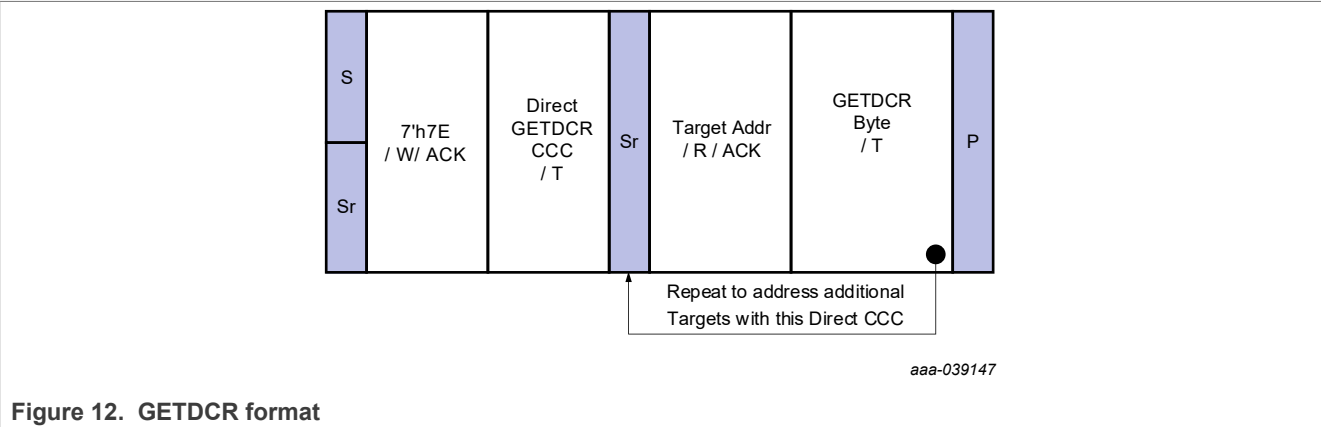 S
Sr
7'h7E
/ W/ ACK
Direct
GETDCR
CCC
/ T
Sr
Target Addr
/ R / ACK
GETDCR
Byte
/ T
P
Repeat to address additional
Targets with this Direct CCC
aaa-039147
Figure 12. GETDCR format